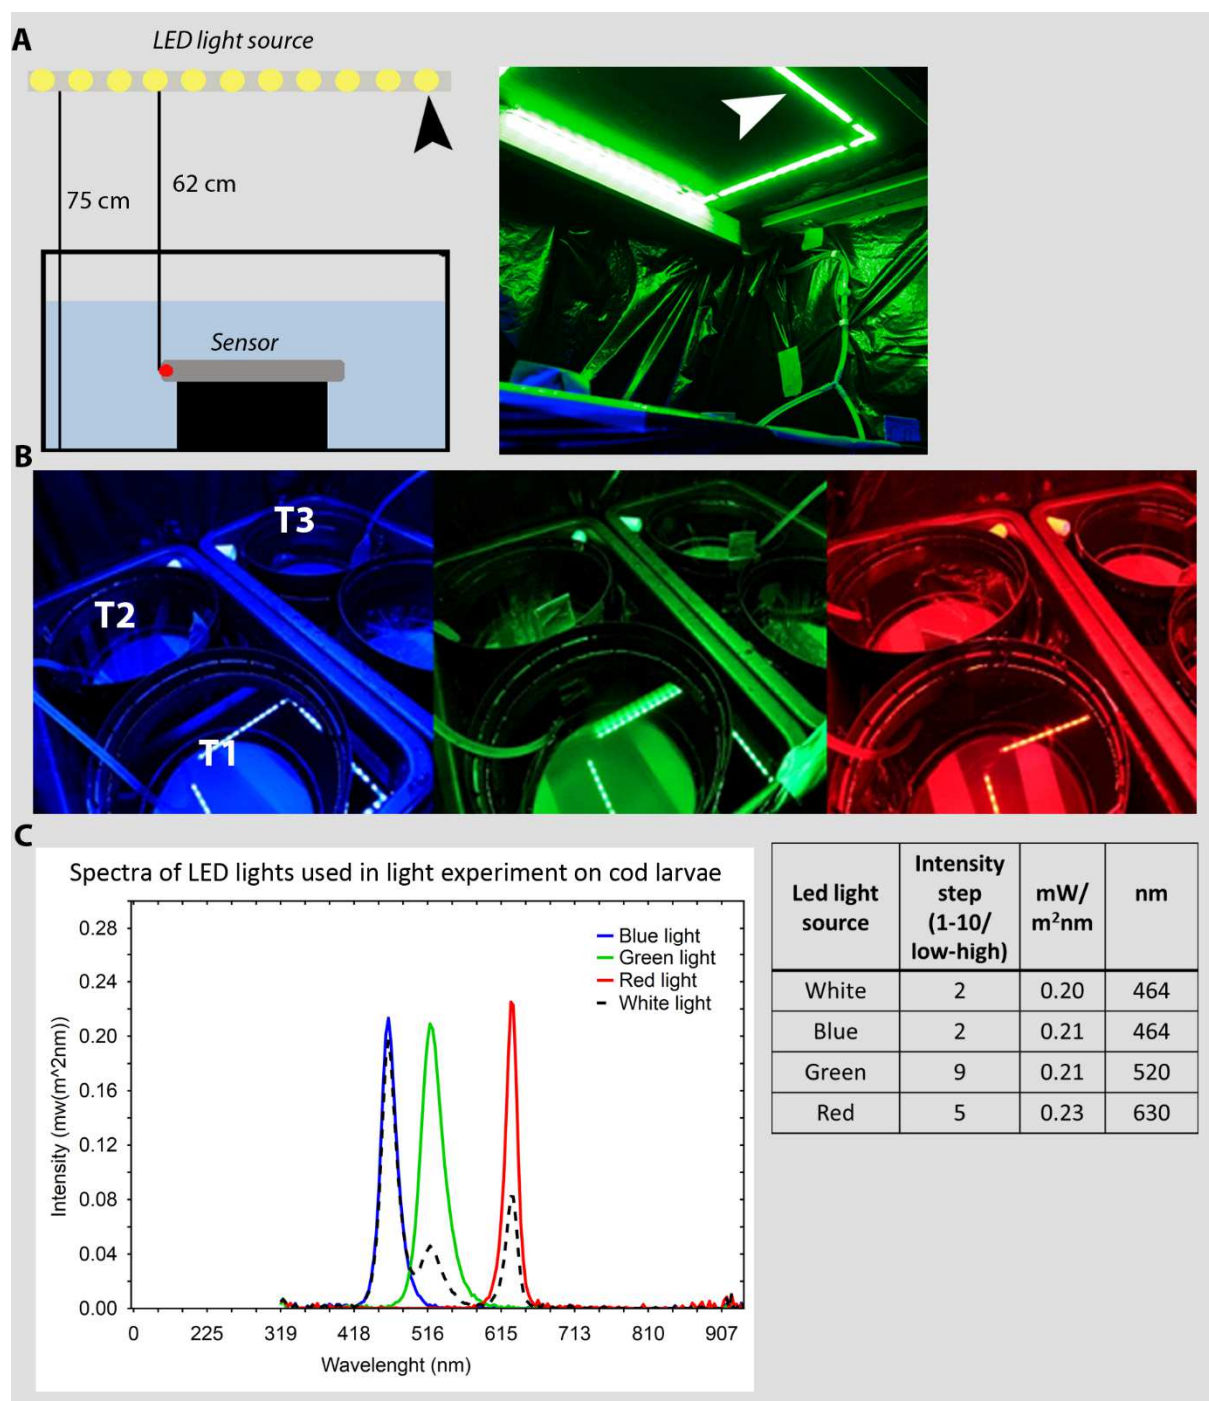 A
LED light source
75 cm
62 cm
Sensor
B
T3
T2
T1
C
Spectra of LED lights used in light experiment on cod larvae
Intensity (mw(m^2nm))
0.28
0.24
0.20
0.16
0.12
0.08
0.04
0.00
Blue light
Green light
Red light
White light
0 225 319 418 516 615 713 810 907
Wavelenght (nm)
Led light source | Intensity step (1-10/ low-high) | mW/ m²nm | nm
White 2 0.20 464
Blue 2 0.21 464
Green 9 0.21 520
Red 5 0.23 630